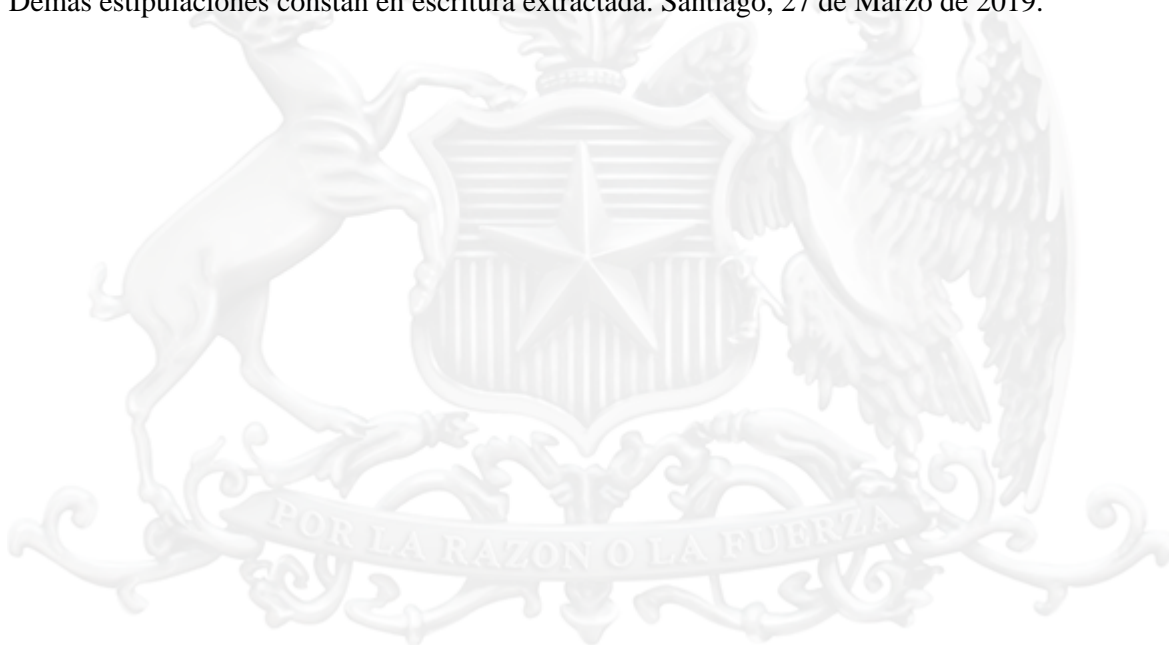 Demás estipulaciones constan en escritura extractada. Santiago, 27 de Marzo de 2019.
POR LA RAZON O LA FUERZA